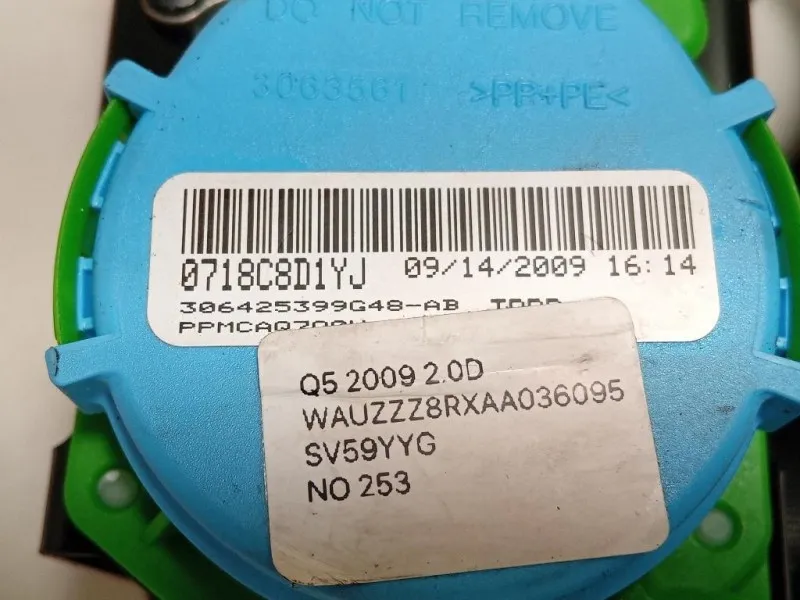 DO NOT REMOVE
3063561 >PP+PE<
0718C8D1YJ 09/14/2009 16:14
306425399G48-AB
Q5 2009 2.0D
WAUZZZ8RXAA036095
SV59YYG
NO 253